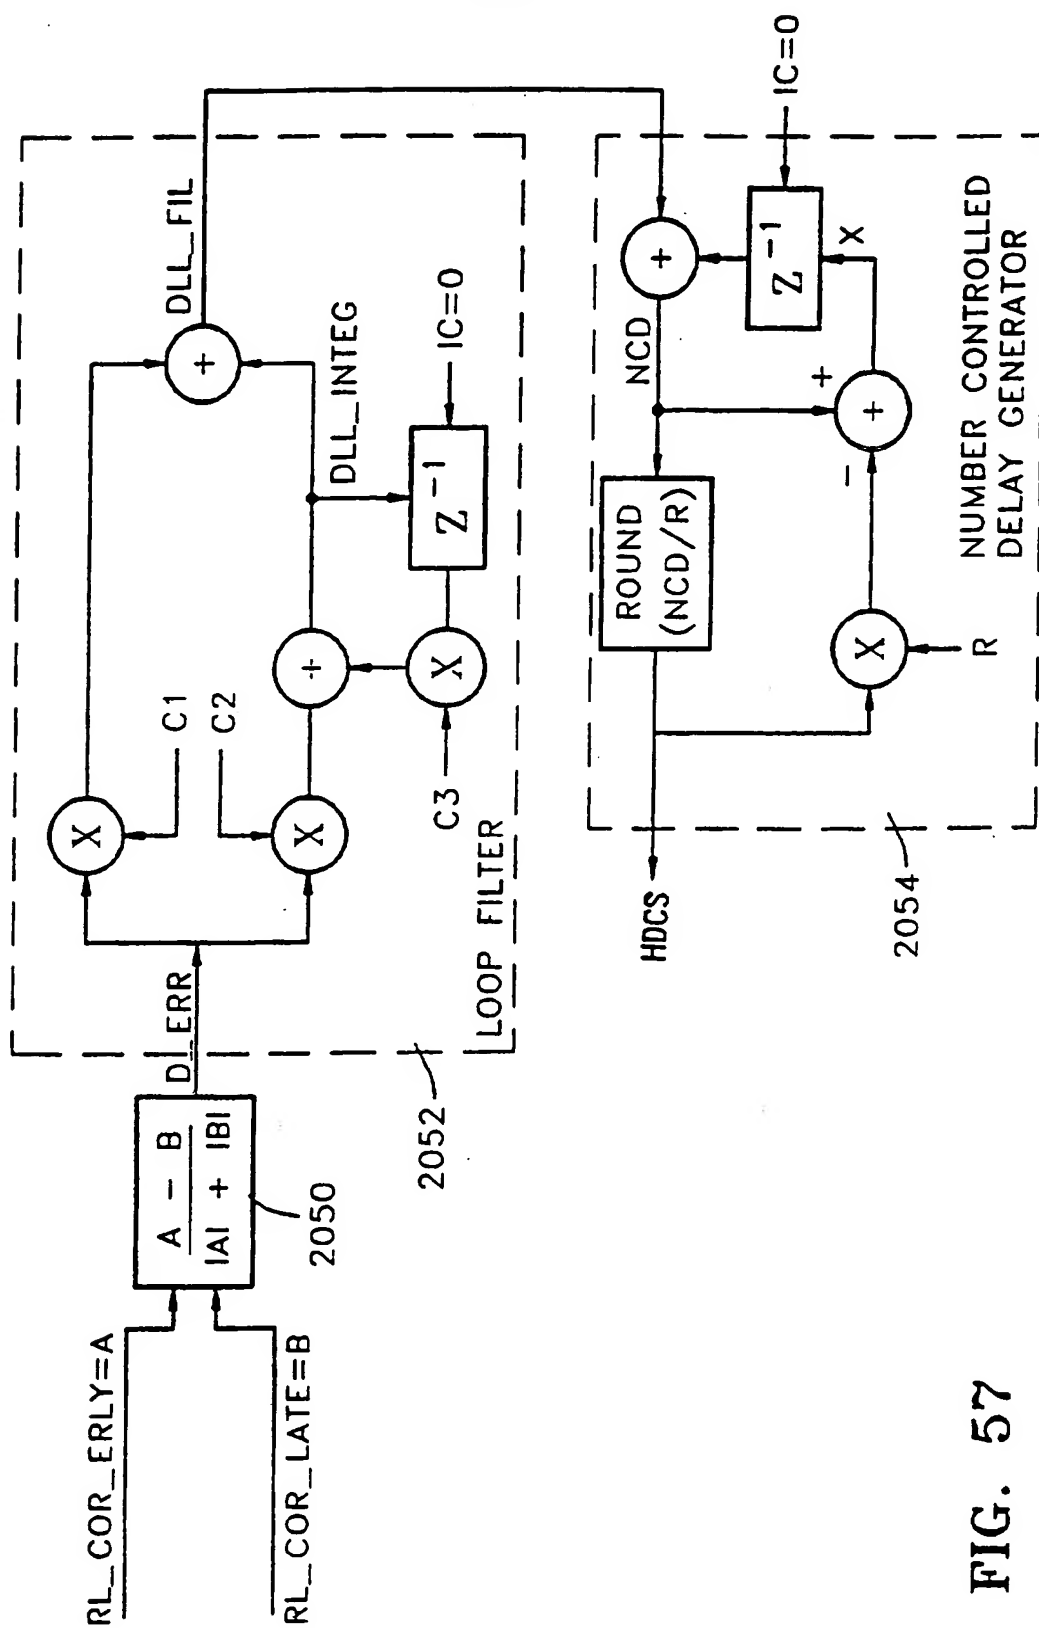 RL_COR_ERLY=A
RL_COR_LATE=B
A - B
|A| + |B|
2050
D_ERR
2052
LOOP FILTER
X
C1
C2
X
C3
+
X
Z⁻¹
IC=0
DLL_INTEG
+
DLL_FIL
HDCS
2054
ROUND
(NCD/R)
NCD
+
X
R
-
+
+
Z⁻¹
X
IC=0
NUMBER CONTROLLED
DELAY GENERATOR
FIG. 57